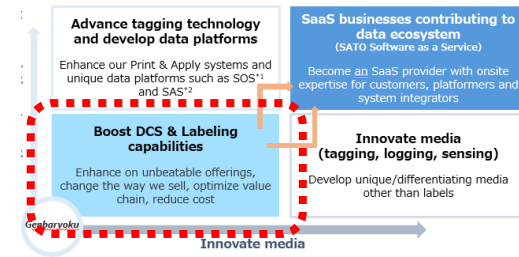 Advance tagging technology
and develop data platforms
Enhance our Print & Apply systems and
unique data platforms such as SOS*1
and SAS*2
SaaS businesses contributing to
data ecosystem
(SATO Software as a Service)
Become an SaaS provider with onsite
expertise for customers, platformers and
system integrators
Boost DCS & Labeling
capabilities
Enhance on unbeatable offerings,
change the way we sell, optimize value
chain, reduce cost
Innovate media
(tagging, logging, sensing)
Develop unique/differentiating media
other than labels
Genbaryoku
Innovate media